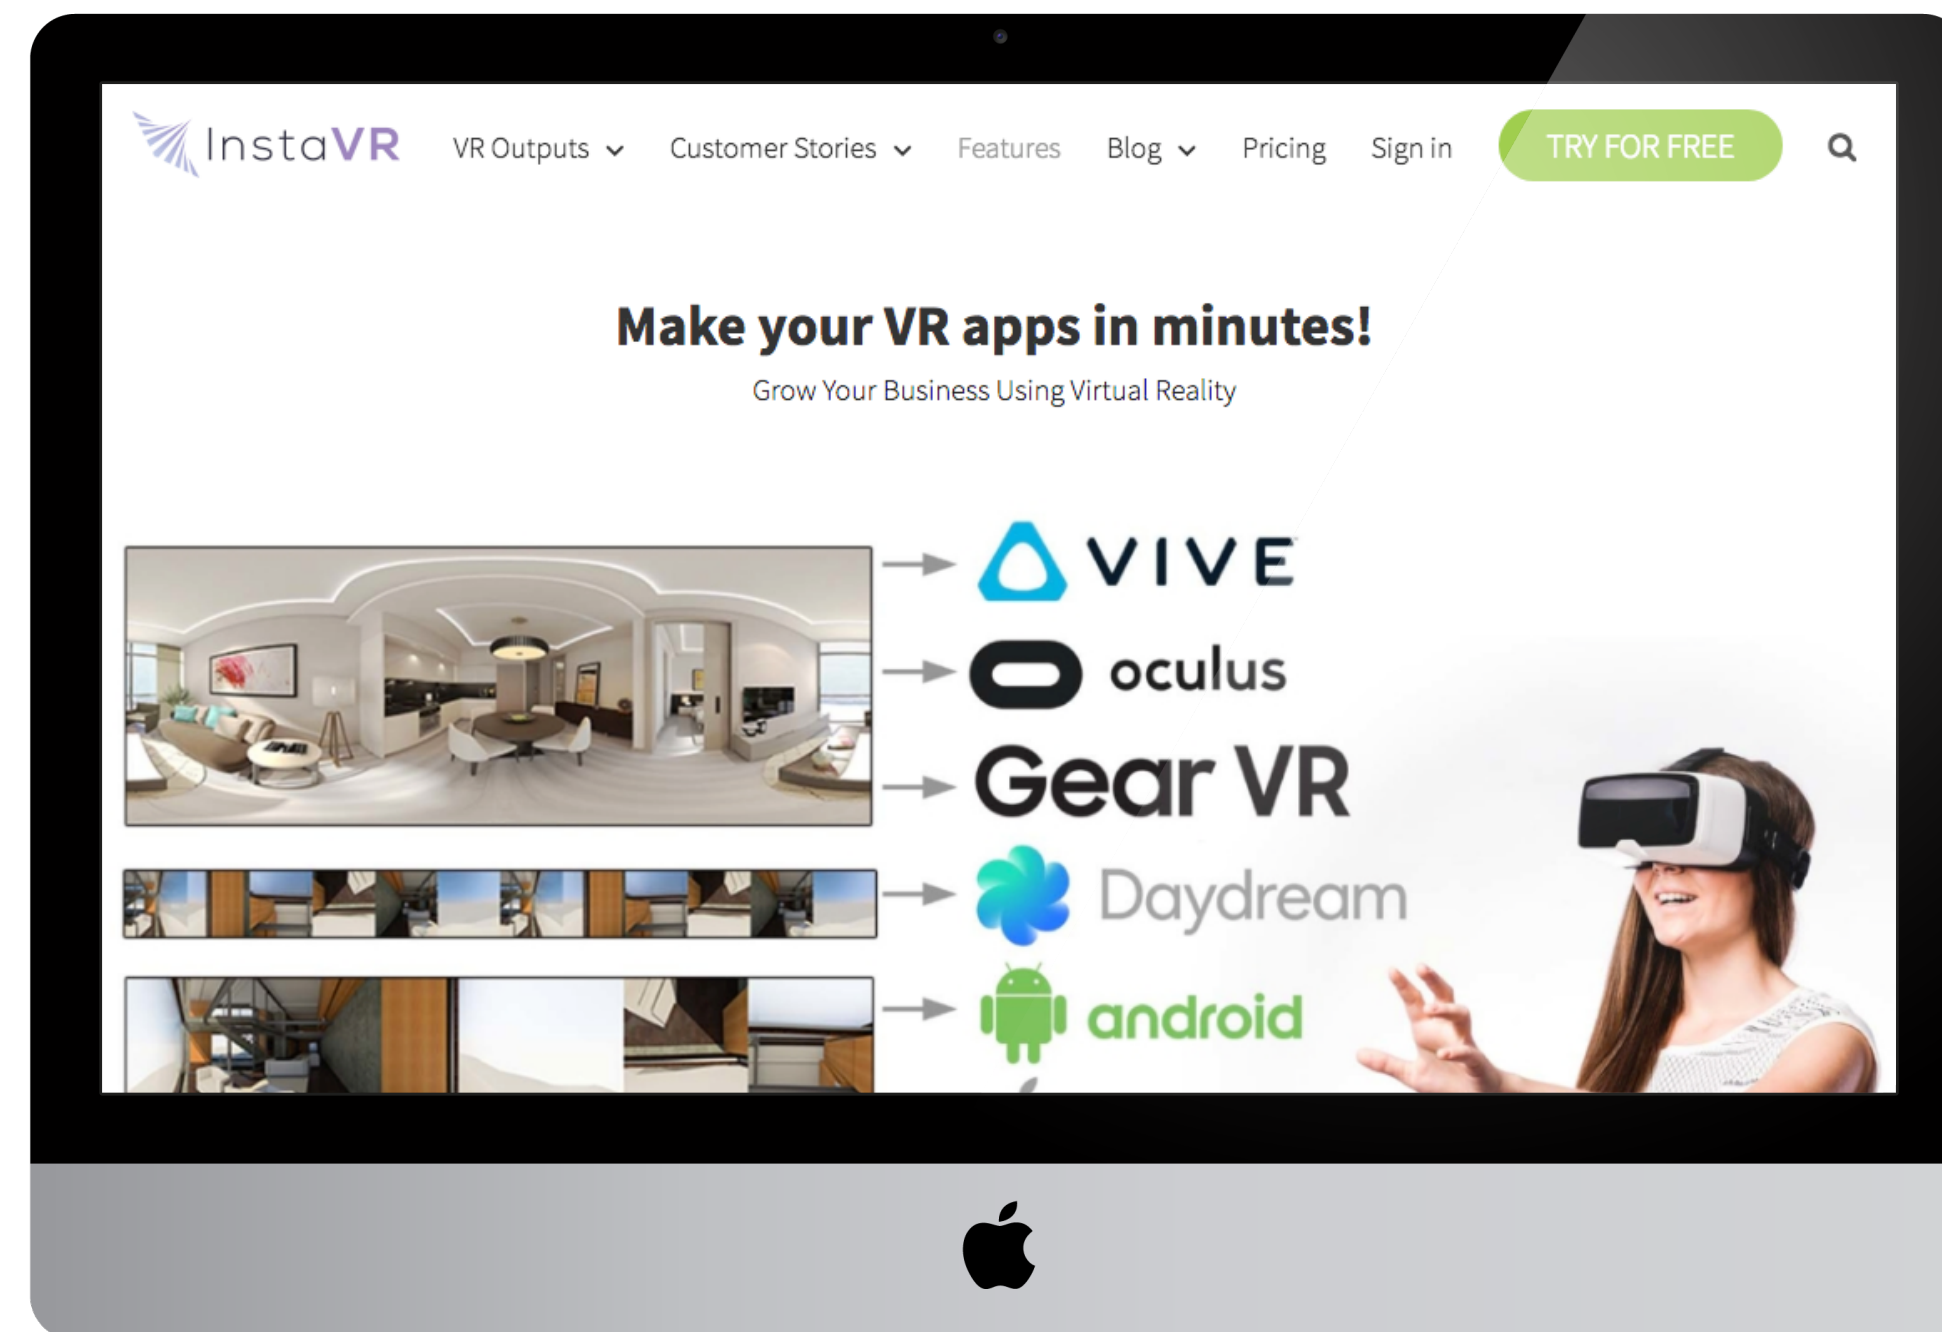 InstaVR VR Outputs Customer Stories Features Blog Pricing Sign in TRY FOR FREE
Make your VR apps in minutes!
Grow Your Business Using Virtual Reality
VIVE
oculus
Gear VR
Daydream
android